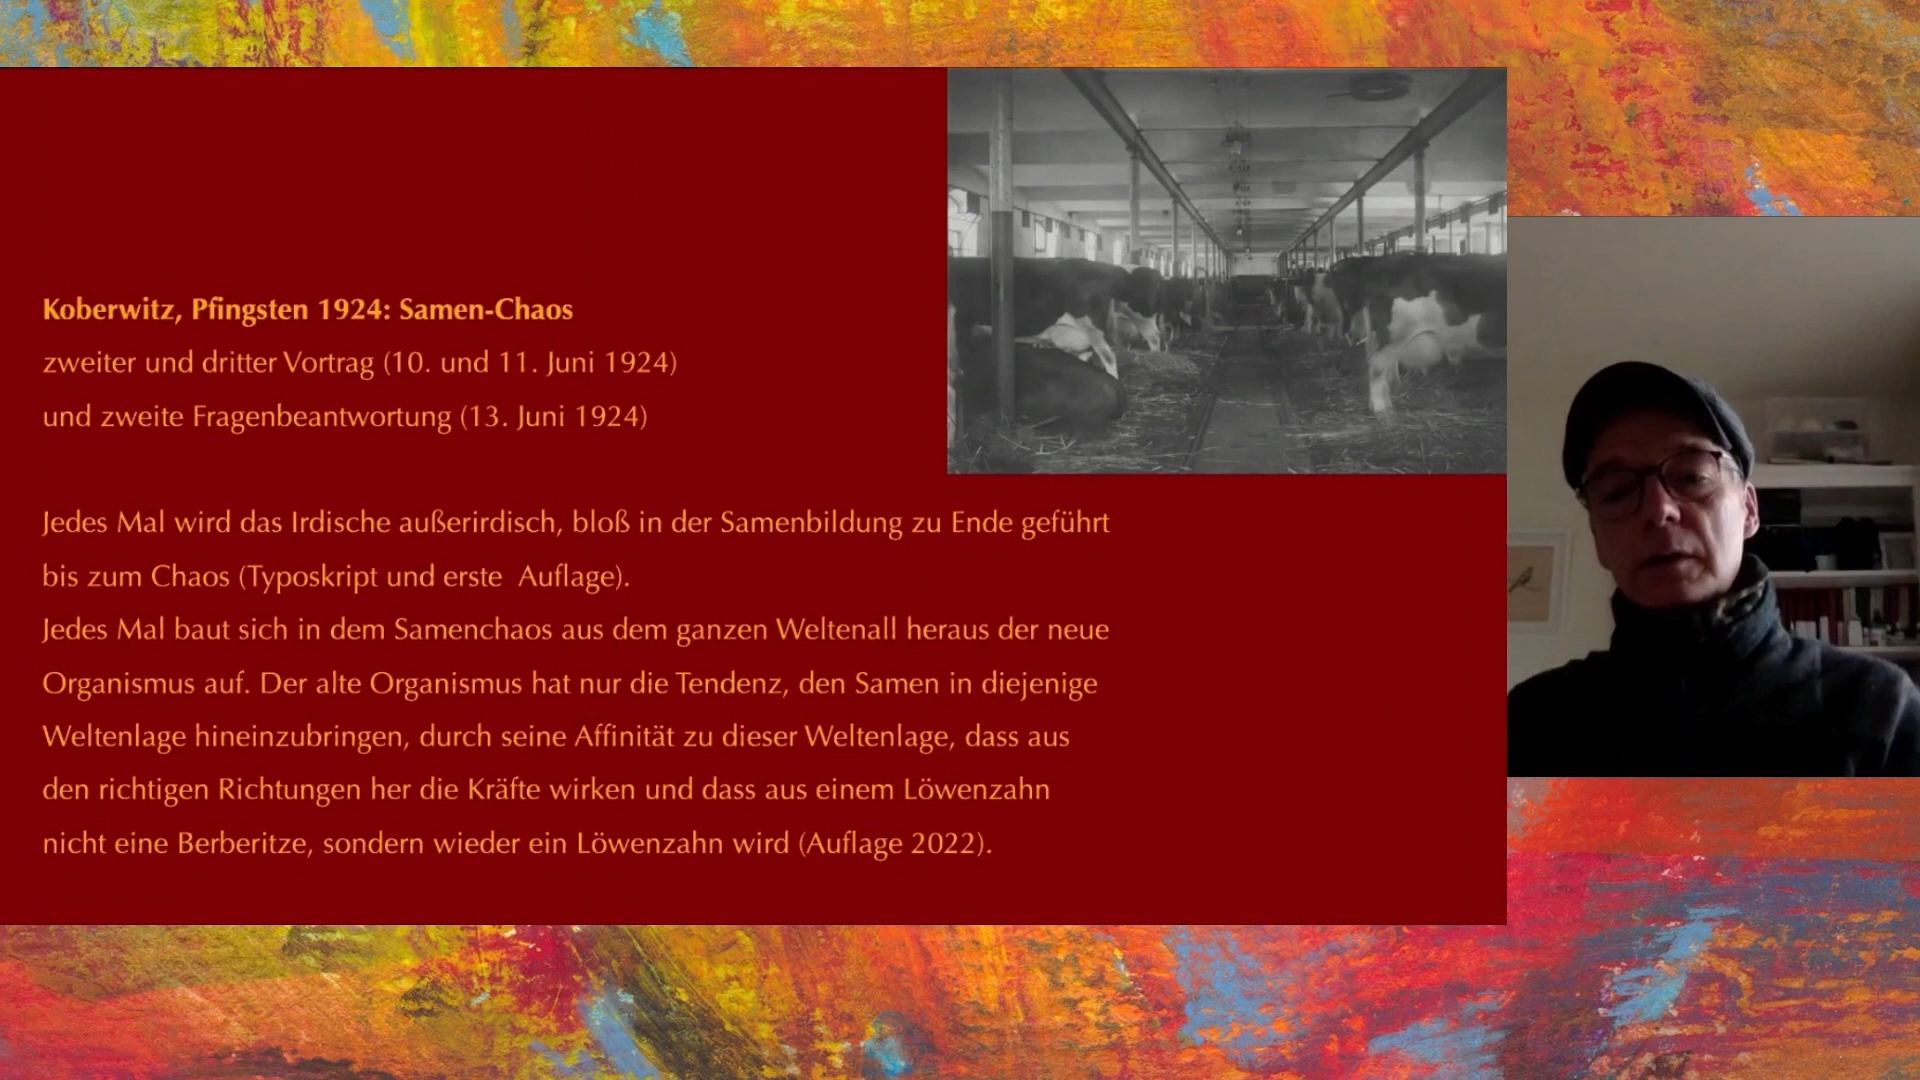 Koberwitz, Pfingsten 1924: Samen-Chaos
zweiter und dritter Vortrag (10. und 11. Juni 1924)
und zweite Fragenbeantwortung (13. Juni 1924)
Jedes Mal wird das Irdische außerirdisch, bloß in der Samenbildung zu Ende geführt
bis zum Chaos (Typoskript und erste  Auflage).
Jedes Mal baut sich in dem Samenchaos aus dem ganzen Weltenall heraus der neue
Organismus auf. Der alte Organismus hat nur die Tendenz, den Samen in diejenige
Weltenlage hineinzubringen, durch seine Affinität zu dieser Weltenlage, dass aus
den richtigen Richtungen her die Kräfte wirken und dass aus einem Löwenzahn
nicht eine Berberitze, sondern wieder ein Löwenzahn wird (Auflage 2022).